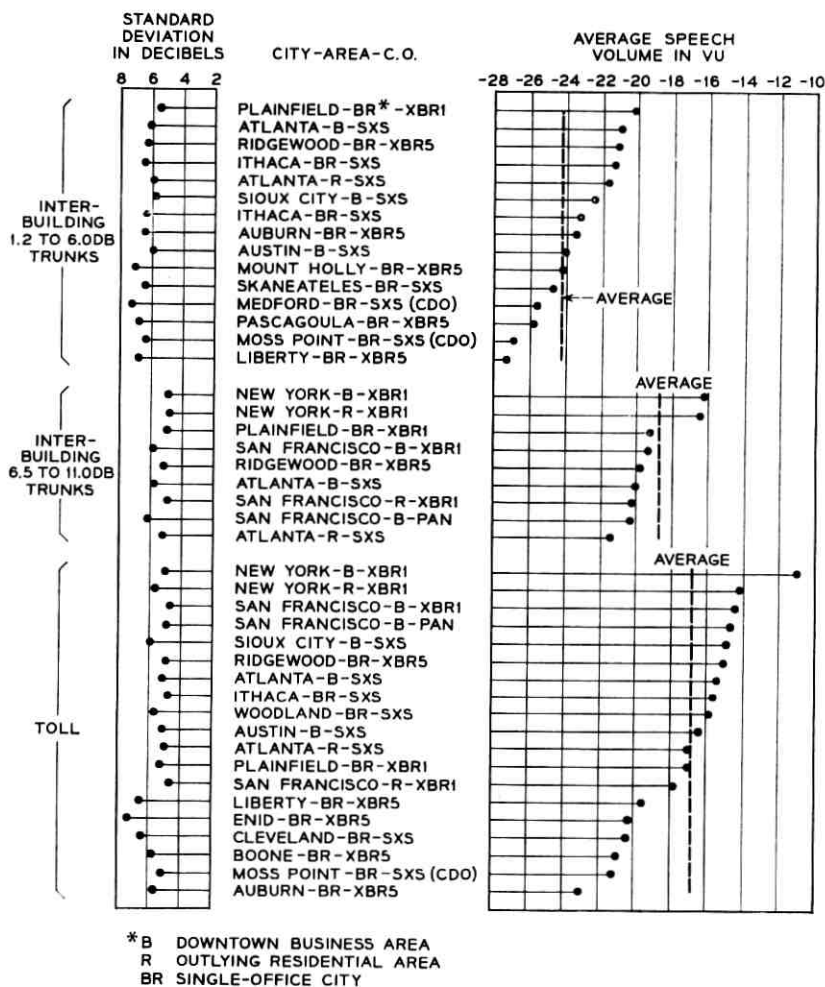 STANDARD
DEVIATION
IN DECIBELS
8 6 4 2
CITY-AREA-C.O.
AVERAGE SPEECH
VOLUME IN VU
-28 -24 -20 -16 -14 -10
INTER-
BUILDING
1.2 TO 6.0DB
TRUNKS
PLAINFIELD-BR*-XBR1
ATLANTA-B-SXS
RIDGEWOOD-BR-XBR5
ITHACA-BR-SXS
ATLANTA-R-SXS
SIOUX CITY-B-SXS
ITHACA-BR-SXS
AUBURN-BR-XBR5
AUSTIN-B-SXS
MOUNT HOLLY-BR-XBR5
SKANEATELES-BR-SXS
MEDFORD-BR-SXS (CDO)
PASCAGOULA-BR-XBR5
MOSS POINT-BR-SXS (CDO)
LIBERTY-BR-XBR5
AVERAGE
INTER-
BUILDING
6.5 TO 11.0DB
TRUNKS
NEW YORK-B-XBR1
NEW YORK-R-XBR1
PLAINFIELD-BR-XBR1
SAN FRANCISCO-B-XBR1
RIDGEWOOD-BR-XBR5
ATLANTA-B-SXS
SAN FRANCISCO-R-XBR1
SAN FRANCISCO-B-PAN
ATLANTA-R-SXS
AVERAGE
TOLL
NEW YORK-B-XBR1
NEW YORK-R-XBR1
SAN FRANCISCO-B-XBR1
SAN FRANCISCO-B-PAN
SIOUX CITY-B-SXS
RIDGEWOOD-BR-XBR5
ATLANTA-B-SXS
ITHACA-BR-SXS
WOODLAND-BR-SXS
AUSTIN-B-SXS
ATLANTA-R-SXS
PLAINFIELD-BR-XBR1
SAN FRANCISCO-R-XBR1
LIBERTY-BR-XBR5
ENID-BR-XBR5
CLEVELAND-BR-SXS
BOONE-BR-XBR5
MOSS POINT-BR-SXS (CDO)
AUBURN-BR-XBR5
AVERAGE
*B DOWNTOWN BUSINESS AREA
R OUTLYING RESIDENTIAL AREA
BR SINGLE-OFFICE CITY